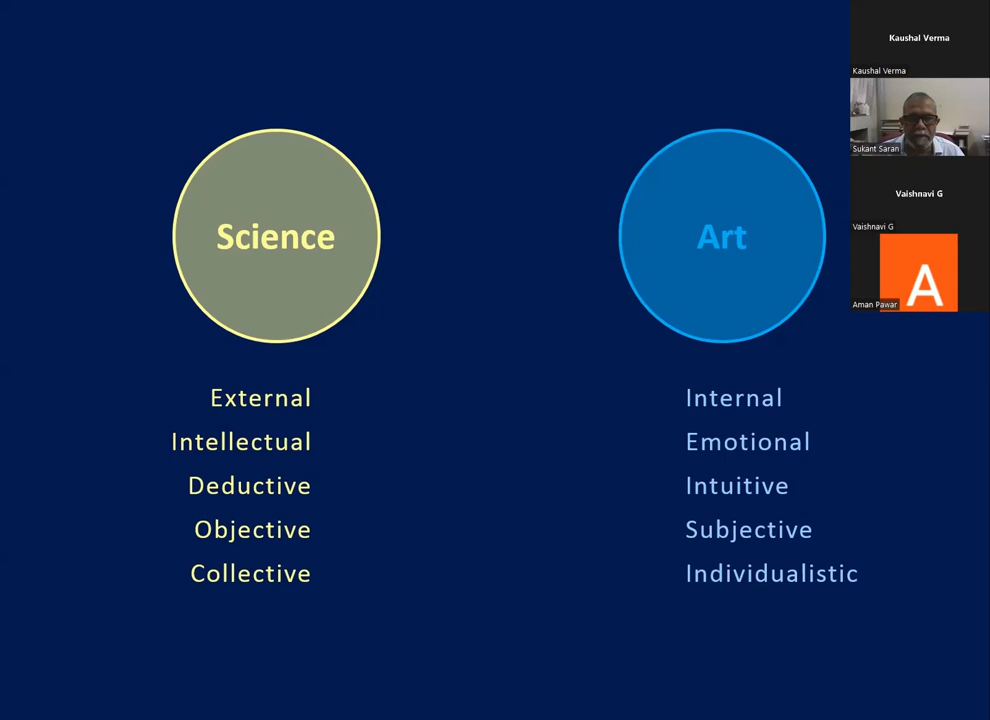 Science
Art
External
Intellectual
Deductive
Objective
Collective
Internal
Emotional
Intuitive
Subjective
Individualistic
Kaushal Verma
Kaushal Verma
Sukant Saran
Vaishnavi G
Vaishnavi G
A
Aman Pawar